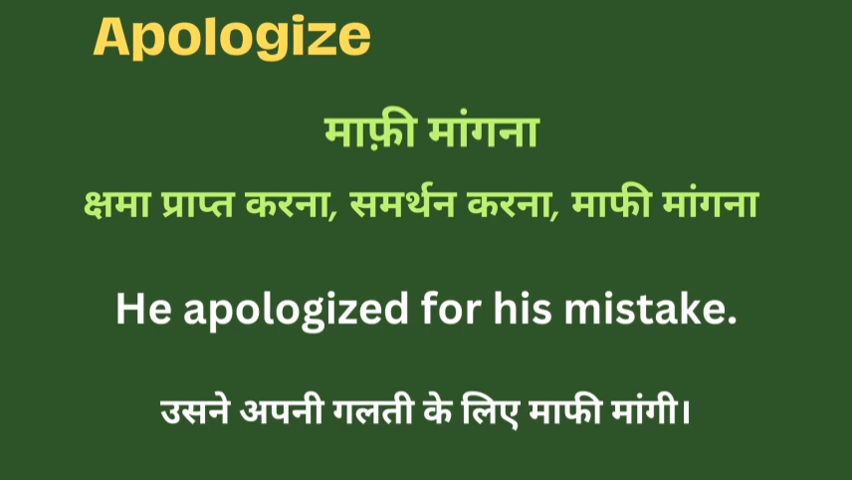 Apologize
माफ़ी मांगना
क्षमा प्राप्त करना, समर्थन करना, माफी मांगना
He apologized for his mistake.
उसने अपनी गलती के लिए माफी मांगी।